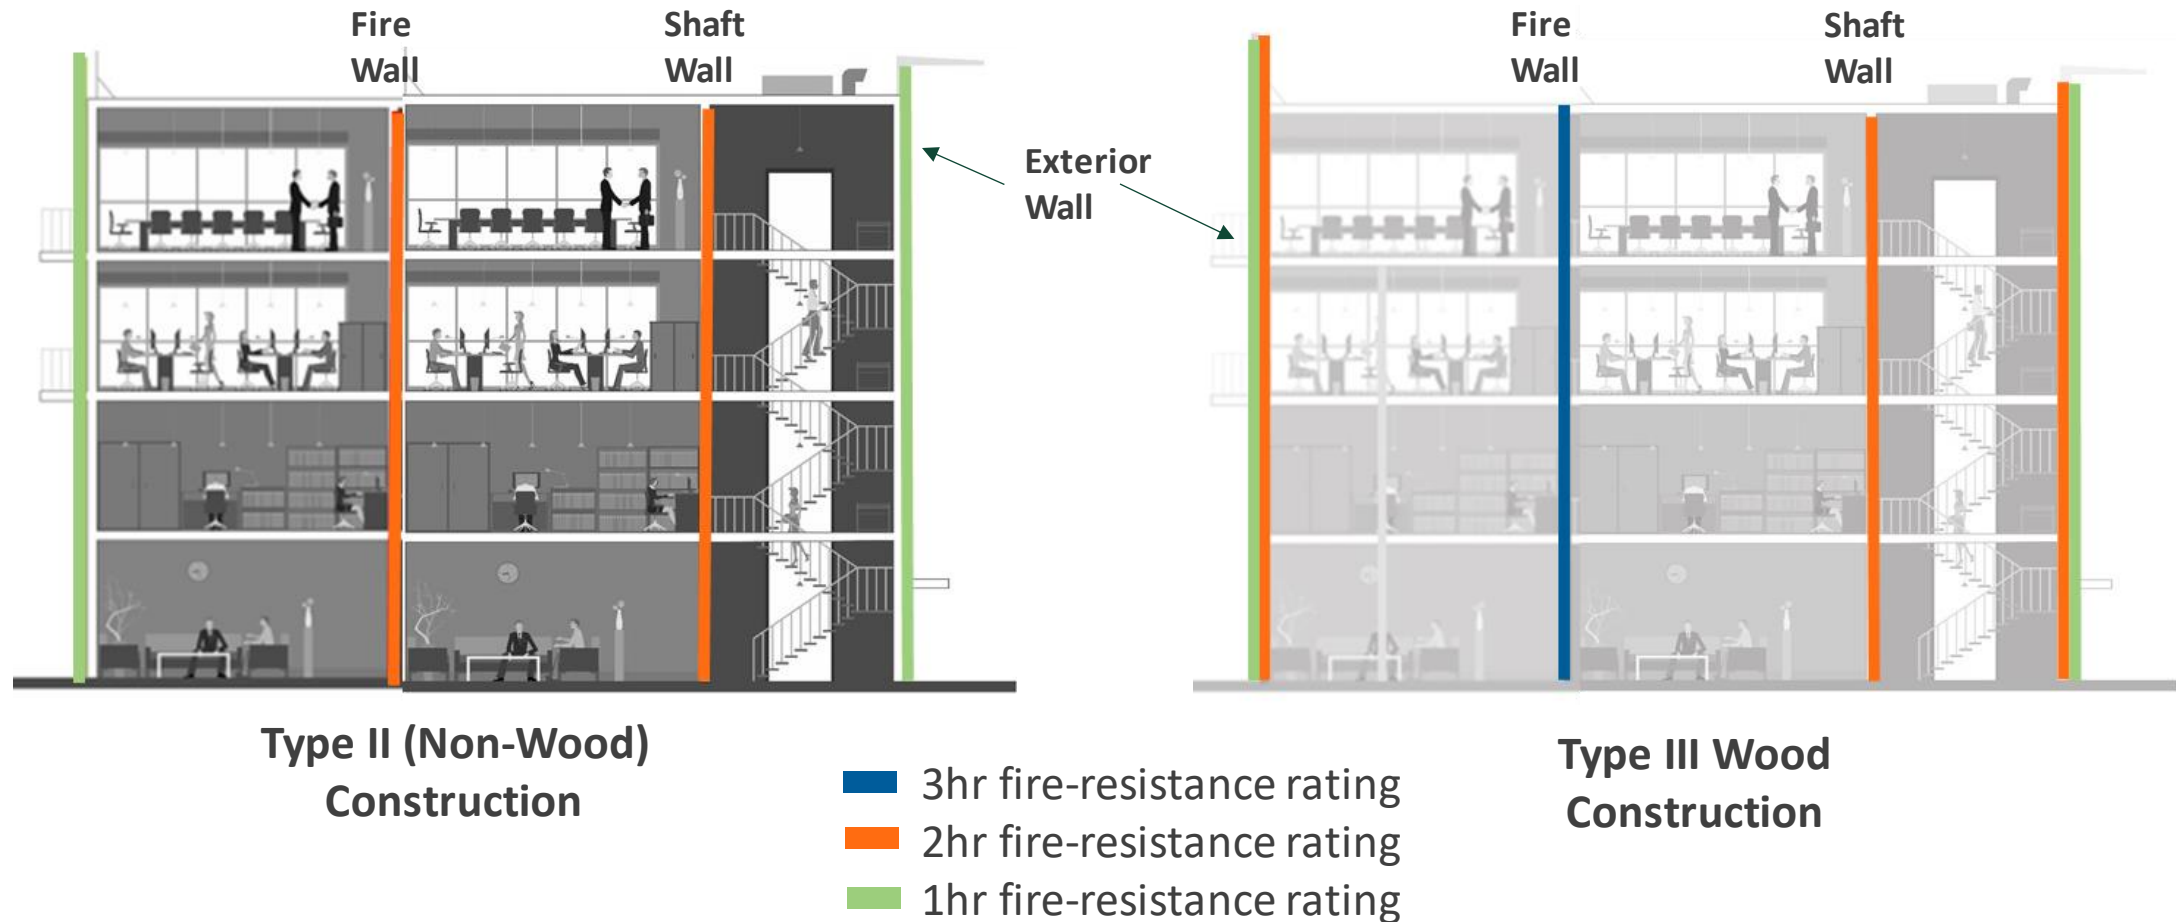 Fire
Wall
Shaft
Wall
Fire
Wall
Shaft
Wall
Exterior
Wall
Type II (Non-Wood)
Construction
Type III Wood
Construction
3hr fire-resistance rating
2hr fire-resistance rating
1hr fire-resistance rating